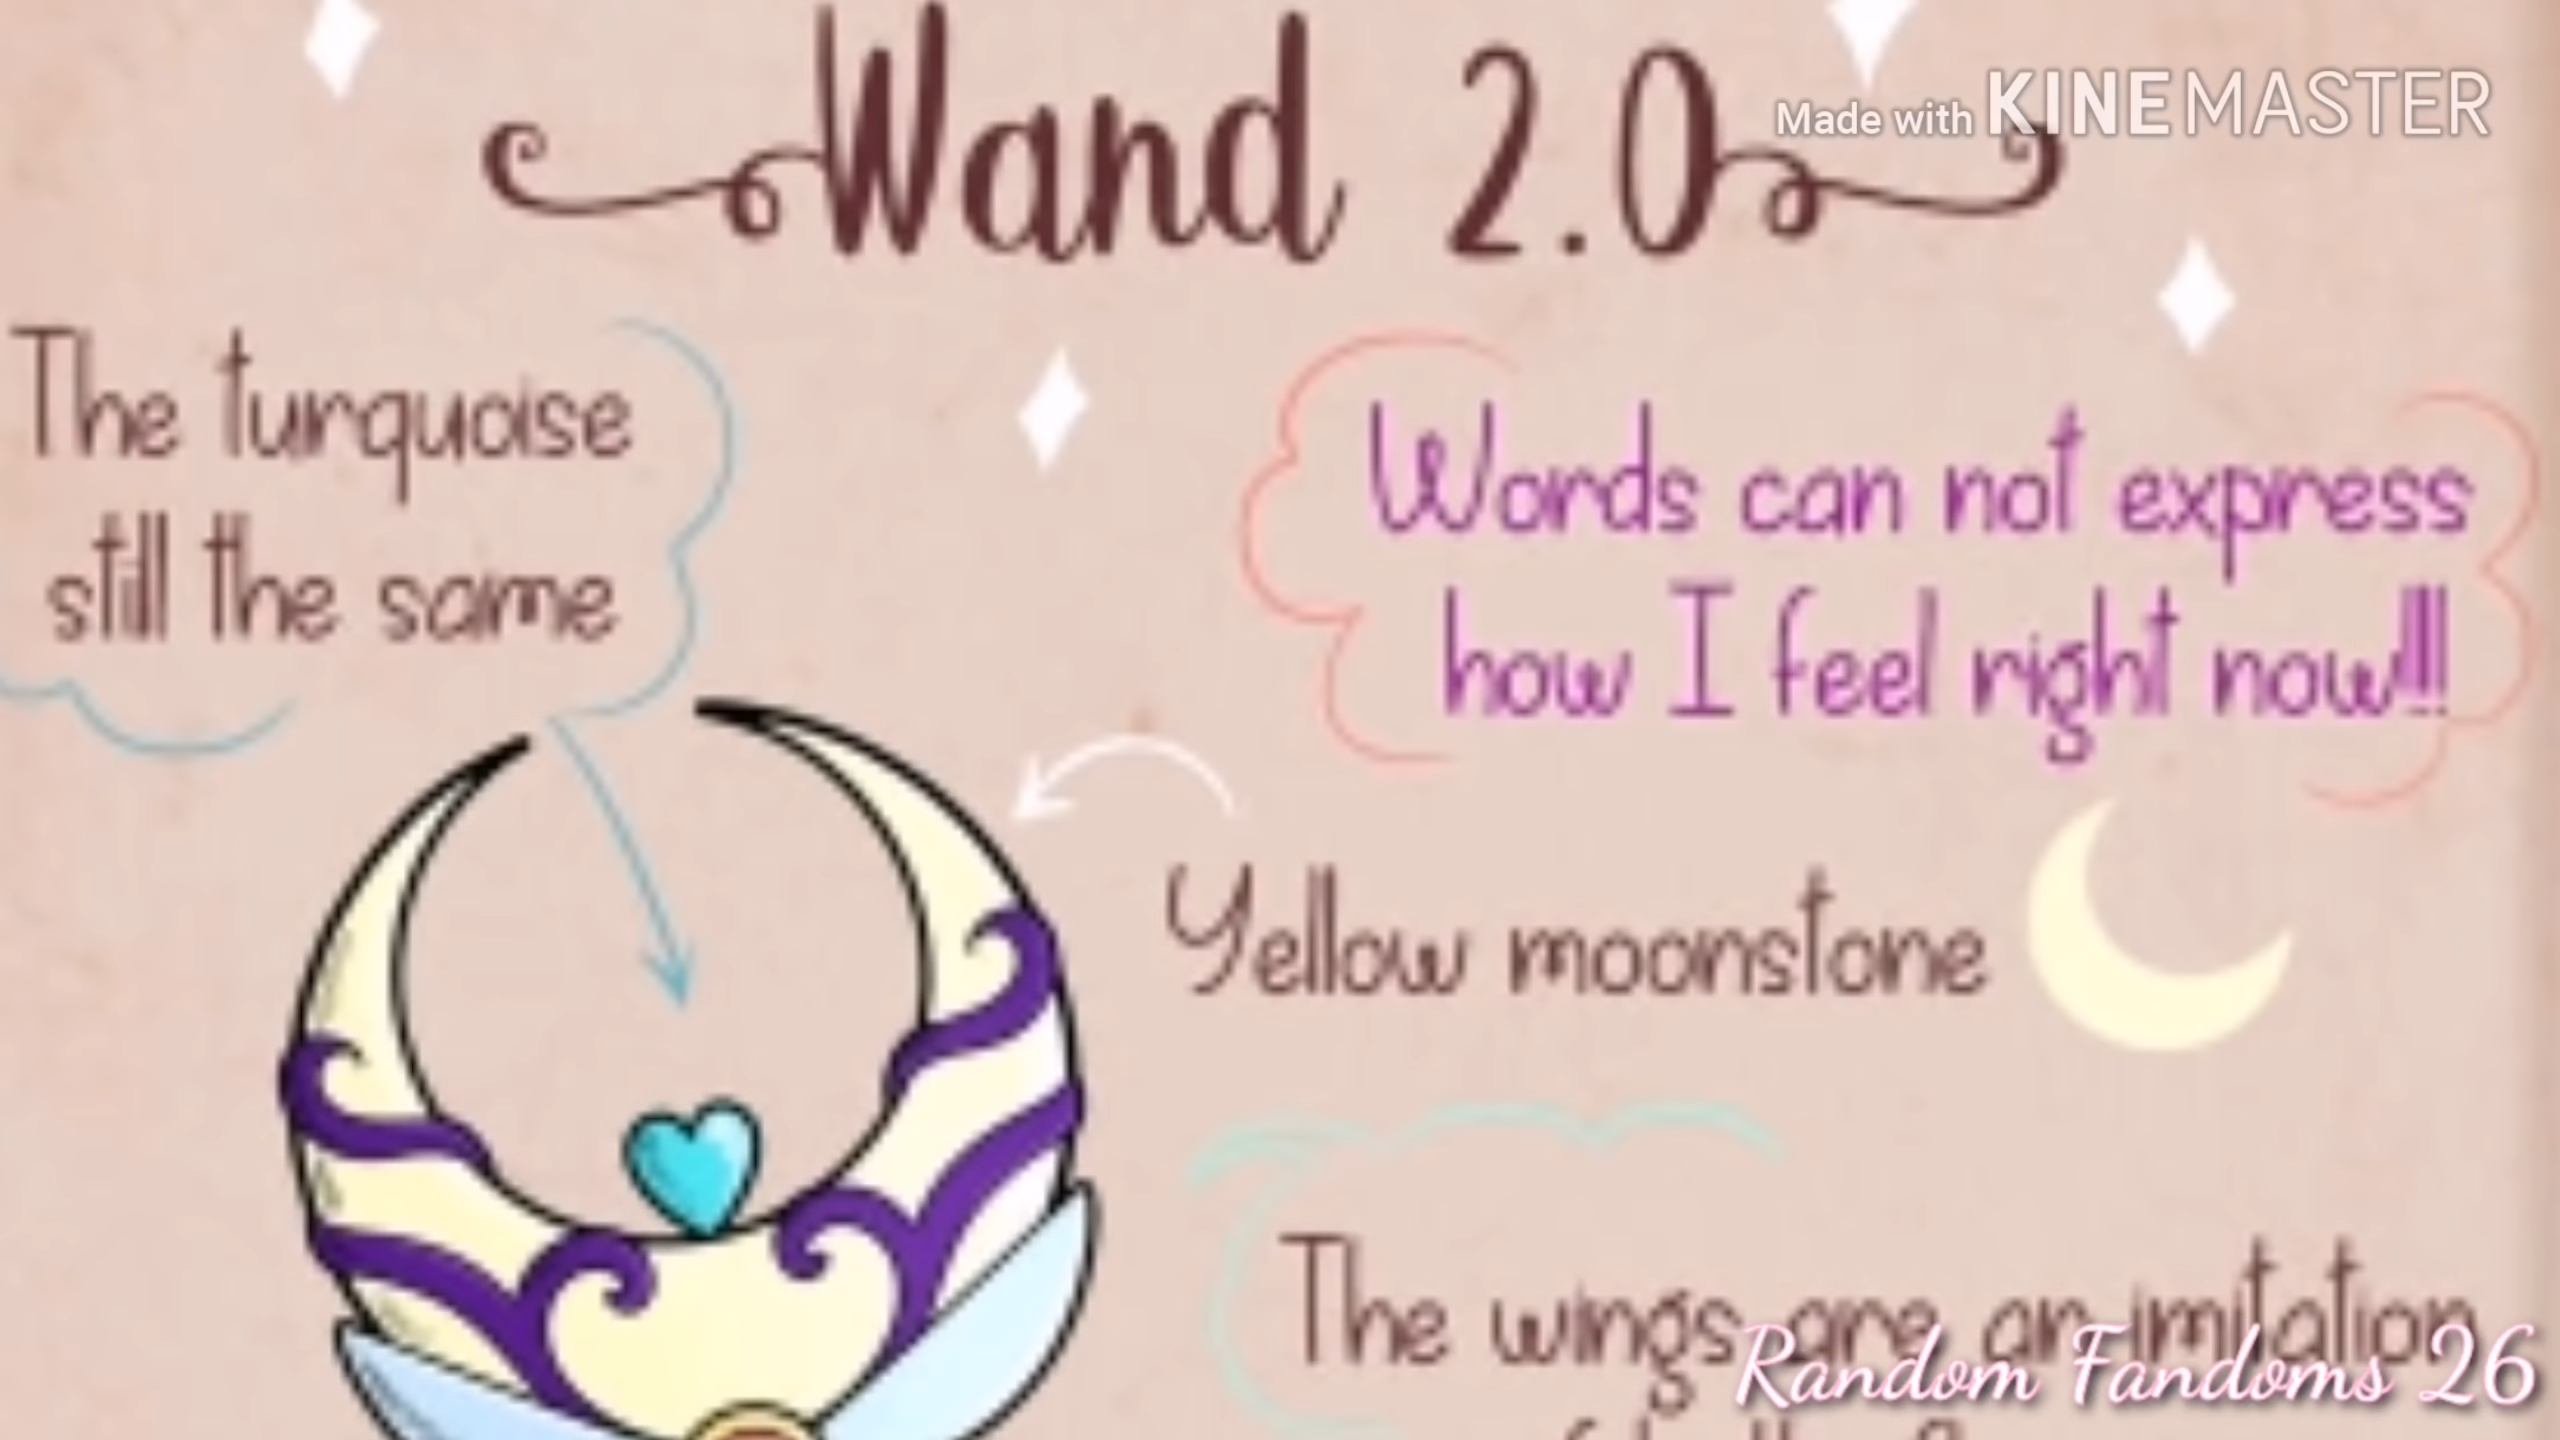 Wand 2.0
Made with KINEMASTER
The turquoise
still the same
Words can not express
how I feel right now!!!
Yellow moonstone
The wings are an imitation
Random Fandoms 26